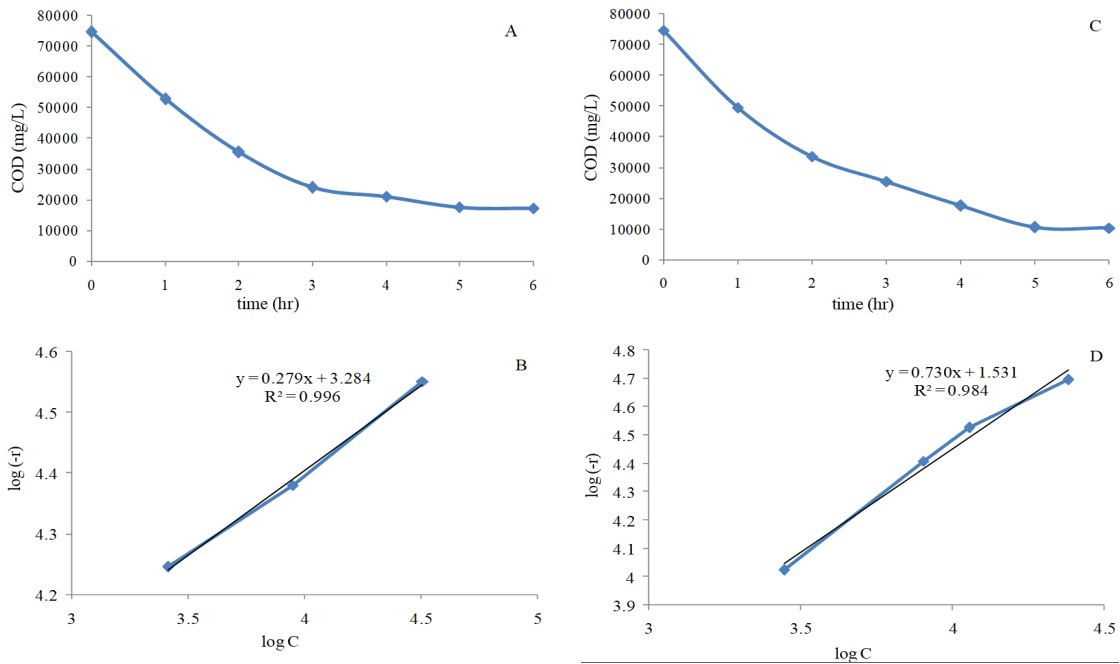 A
COD (mg/L)
80000
70000
60000
50000
40000
30000
20000
10000
0
0 1 2 3 4 5 6
time (hr)
C
COD (mg/L)
80000
70000
60000
50000
40000
30000
20000
10000
0
0 1 2 3 4 5 6
time (hr)
B
y = 0.279x + 3.284
R² = 0.996
log (-r)
4.6
4.5
4.4
4.3
4.2
3 3.5 4 4.5 5
log C
D
y = 0.730x + 1.531
R² = 0.984
log (-r)
4.8
4.7
4.6
4.5
4.4
4.3
4.2
4.1
4
3.9
3 3.5 4 4.5
log C